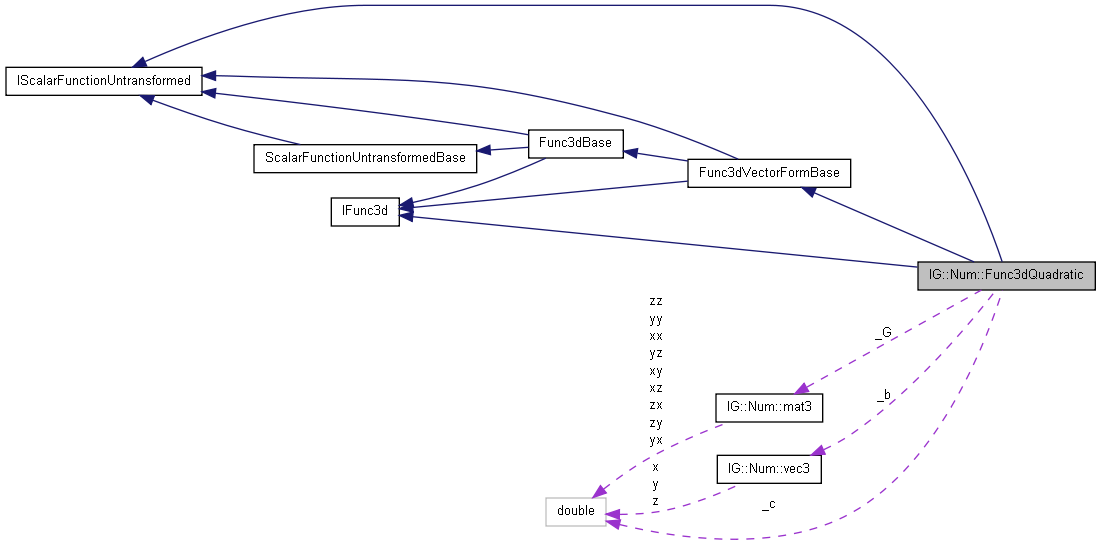 IScalarFunctionUntransformed
Func3dBase
ScalarFunctionUntransformedBase
Func3dVectorFormBase
IFunc3d
IG::Num::Func3dQuadratic
zz
yy
xx
yz
xy
xz
zx
zy
yx
_G
_b
IG::Num::mat3
x
y
z
IG::Num::vec3
_c
double